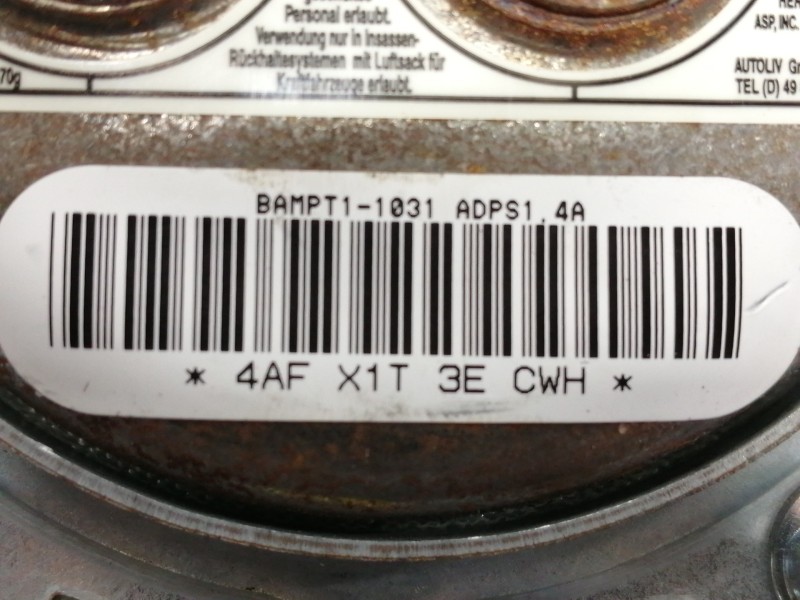 Personal erlaubt.
Verwendung nur in Insassen-
Rückhaltesystemen mit Luftsack für
Kraftfahrzeuge erlaubt.
70g
ASP, INC.
AUTOLIV Gm
TEL (D) 49
BAMPT1-1031 ADPS1.4A
* 4AF X1T 3E CWH *